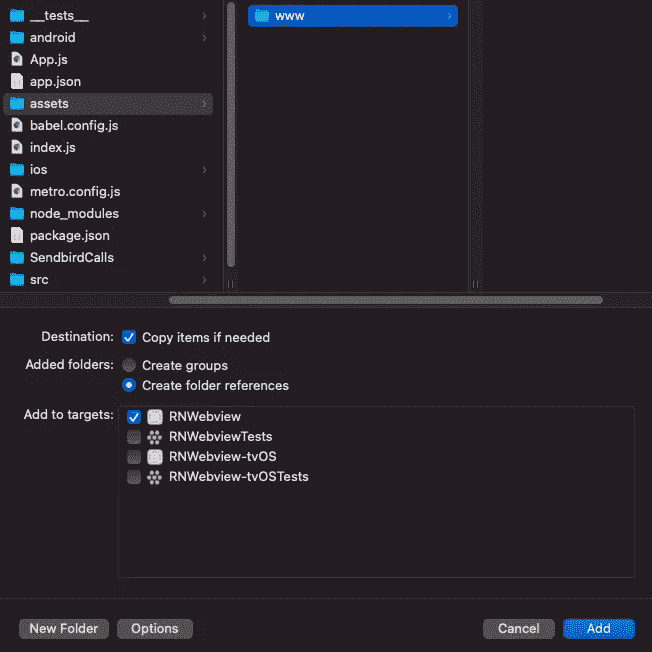 __tests__
android
App.js
app.json
assets
babel.config.js
index.js
ios
metro.config.js
node_modules
package.json
SendbirdCalls
src
www
Destination: Copy items if needed
Added folders: Create groups
Create folder references
Add to targets: RNWebview
RNWebviewTests
RNWebview-tvOS
RNWebview-tvOSTests
New Folder Options Cancel Add